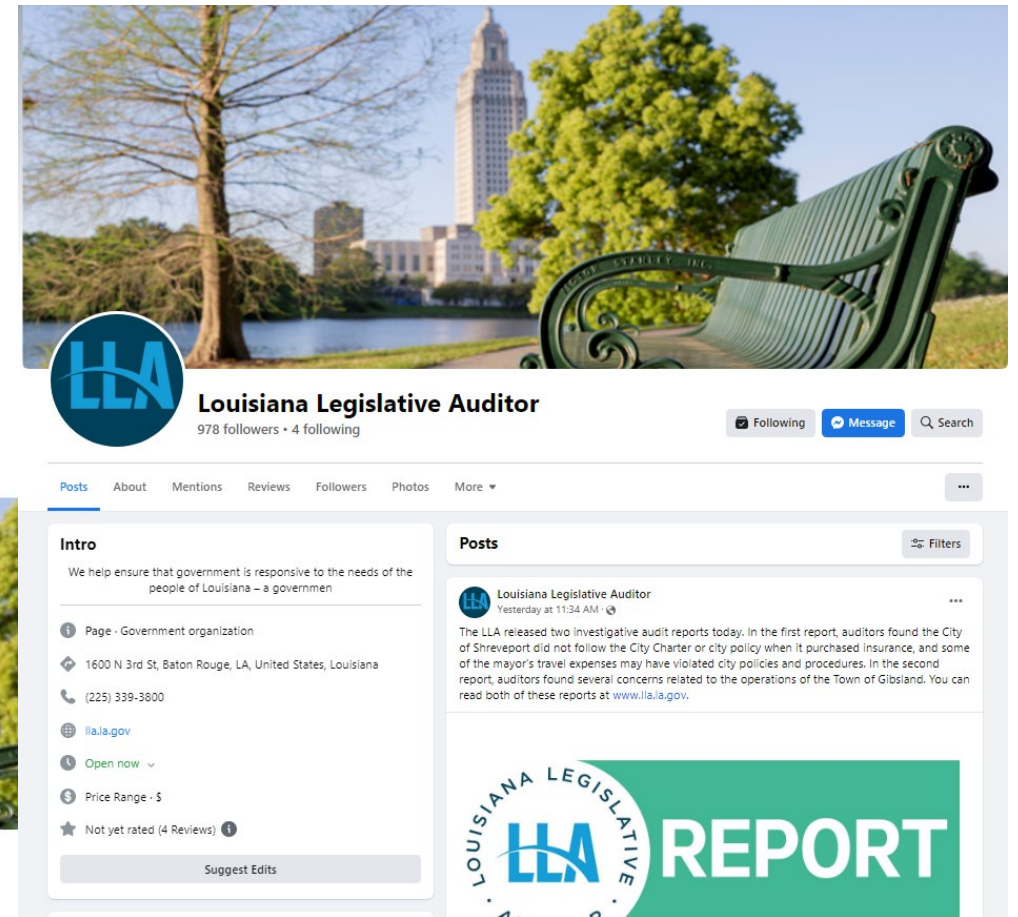 VICTOR STANLEY INC.
LLA
Louisiana Legislative Auditor
978 followers • 4 following
Following
Message
Search
Posts
About
Mentions
Reviews
Followers
Photos
More
Intro
We help ensure that government is responsive to the needs of the
people of Louisiana – a governmen
Page · Government organization
1600 N 3rd St, Baton Rouge, LA, United States, Louisiana
(225) 339-3800
lla.la.gov
Open now
Price Range · $
Not yet rated (4 Reviews)
Suggest Edits
Posts
Filters
LLA
Louisiana Legislative Auditor
Yesterday at 11:34 AM ·
The LLA released two investigative audit reports today. In the first report, auditors found the City
of Shreveport did not follow the City Charter or city policy when it purchased insurance, and some
of the mayor's travel expenses may have violated city policies and procedures. In the second
report, auditors found several concerns related to the operations of the Town of Gibsland. You can
read both of these reports at www.lla.la.gov.
LOUISIANA LEGISLATIVE
LLA
REPORT